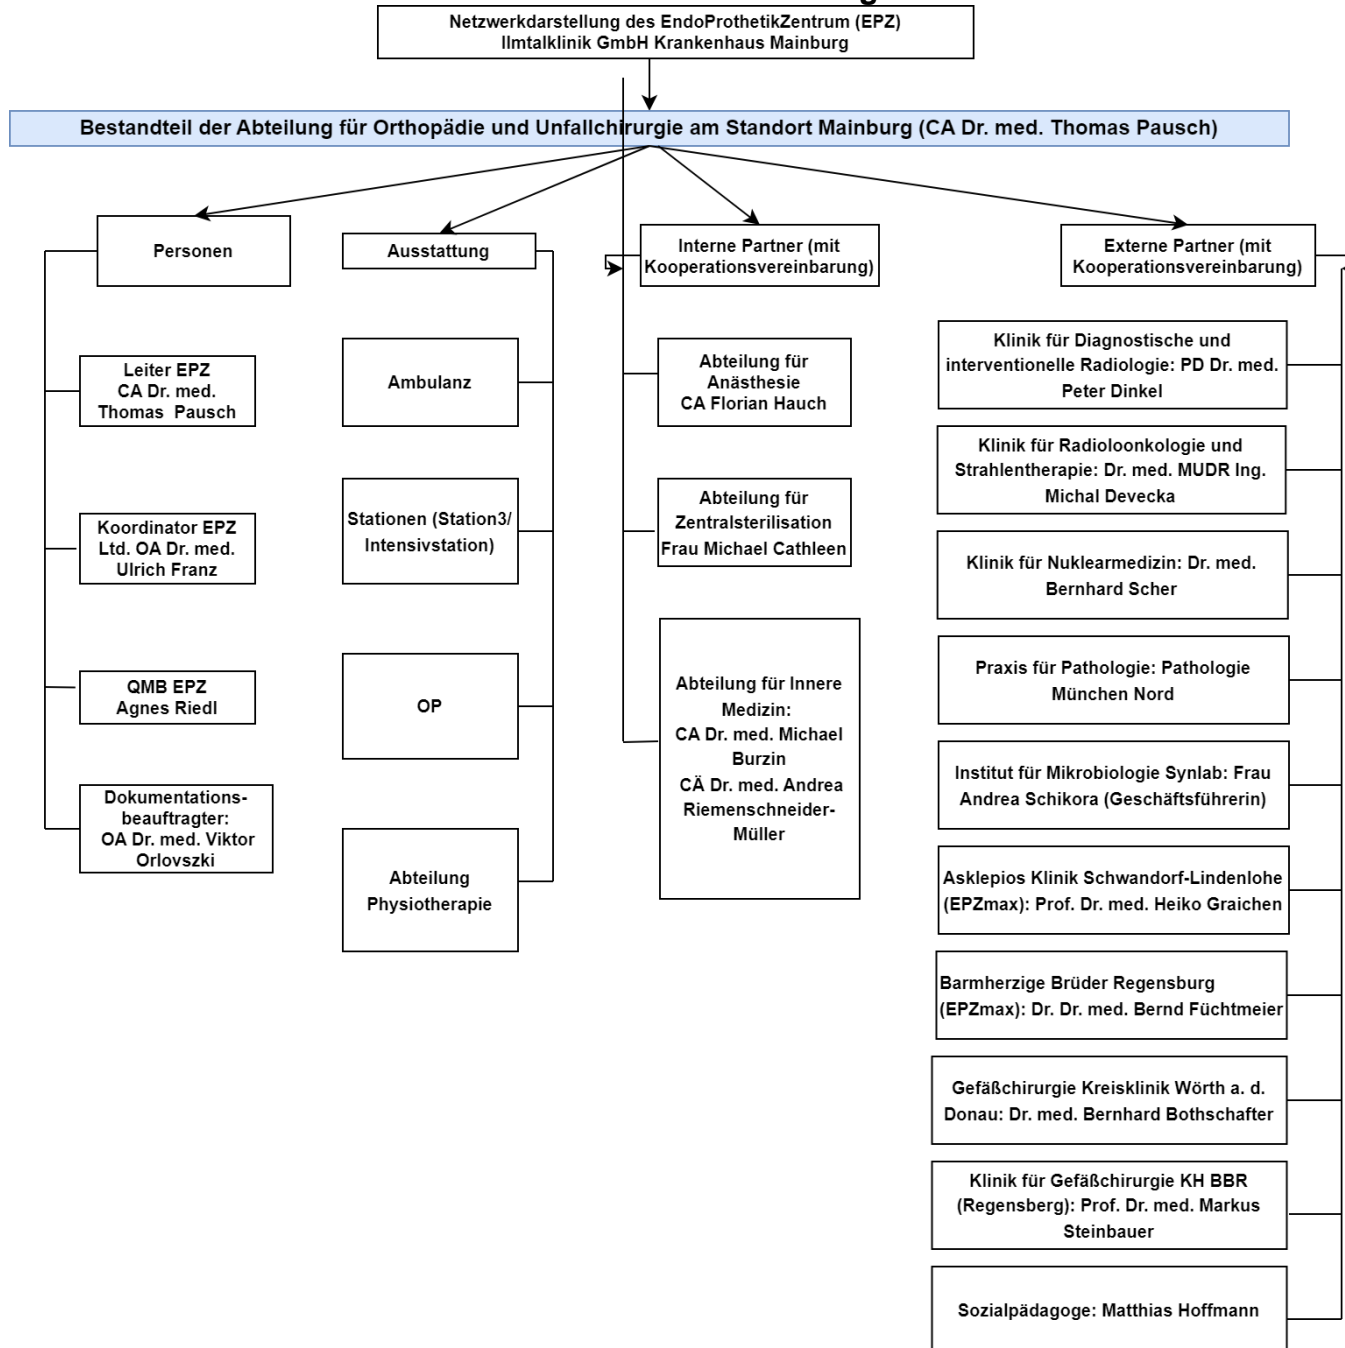 Netzwerkdarstellung des EndoProthetikZentrum (EPZ)
Ilmtalklinik GmbH Krankenhaus Mainburg
Bestandteil der Abteilung für Orthopädie und Unfallchirurgie am Standort Mainburg (CA Dr. med. Thomas Pausch)
Personen
Leiter EPZ
CA Dr. med.
Thomas Pausch
Koordinator EPZ
Ltd. OA Dr. med.
Ulrich Franz
QMB EPZ
Agnes Riedl
Dokumentations-
beauftragter:
OA Dr. med. Viktor
Orlovszki
Ausstattung
Ambulanz
Stationen (Station3/
Intensivstation)
OP
Abteilung
Physiotherapie
Interne Partner (mit
Kooperationsvereinbarung)
Abteilung für
Anästhesie
CA Florian Hauch
Abteilung für
Zentralsterilisation
Frau Michael Cathleen
Abteilung für Innere
Medizin:
CA Dr. med. Michael
Burzin
CÄ Dr. med. Andrea
Riemenschneider-
Müller
Externe Partner (mit
Kooperationsvereinbarung)
Klinik für Diagnostische und
interventionelle Radiologie: PD Dr. med.
Peter Dinkel
Klinik für Radioloonkologie und
Strahlentherapie: Dr. med. MUDR Ing.
Michal Devecka
Klinik für Nuklearmedizin: Dr. med.
Bernhard Scher
Praxis für Pathologie: Pathologie
München Nord
Institut für Mikrobiologie Synlab: Frau
Andrea Schikora (Geschäftsführerin)
Asklepios Klinik Schwandorf-Lindenlohe
(EPZmax): Prof. Dr. med. Heiko Graichen
Barmherzige Brüder Regensburg
(EPZmax): Dr. Dr. med. Bernd Füchtmeier
Gefäßchirurgie Kreisklinik Wörth a. d.
Donau: Dr. med. Bernhard Bothschafter
Klinik für Gefäßchirurgie KH BBR
(Regensberg): Prof. Dr. med. Markus
Steinbauer
Sozialpädagoge: Matthias Hoffmann